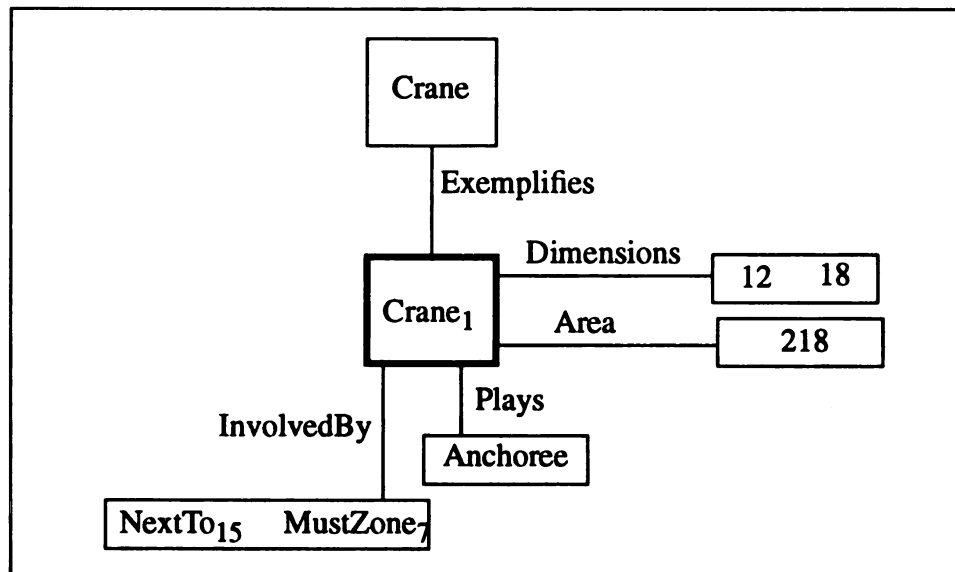 Crane
Exemplifies
Dimensions
12 18
Crane1
Area
218
Plays
InvolvedBy
Anchoree
NextTo15 MustZone7